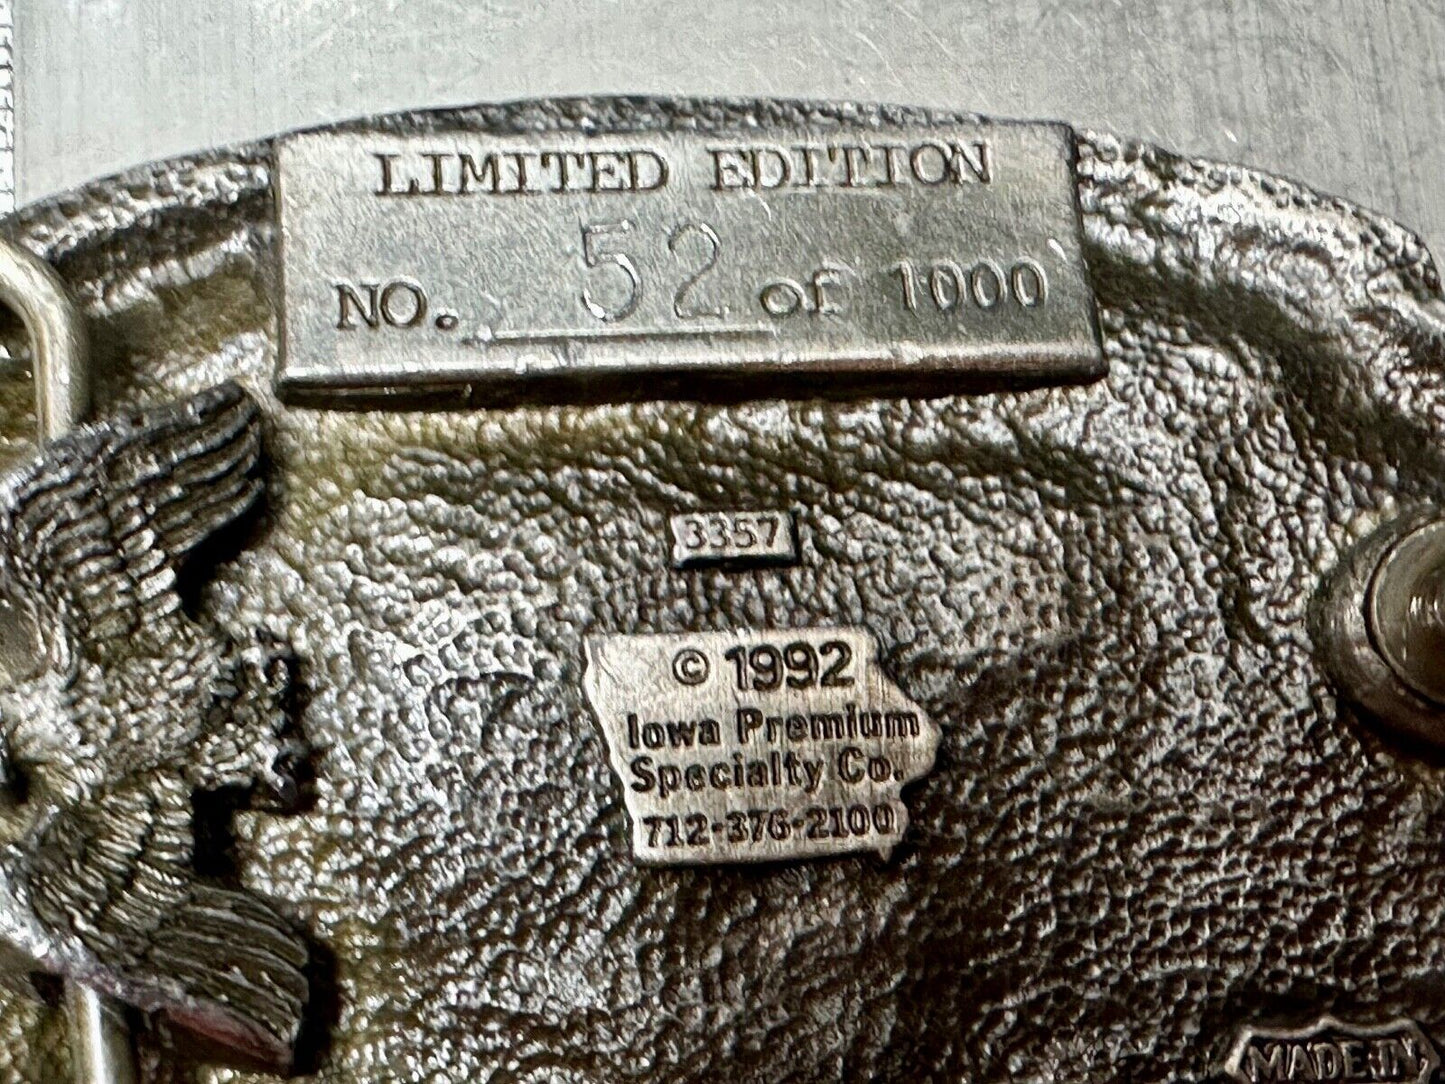 LIMITED EDITION
NO. 52 of 1000
3357
© 1992
Iowa Premium
Specialty Co.
712-376-2100
MADE IN